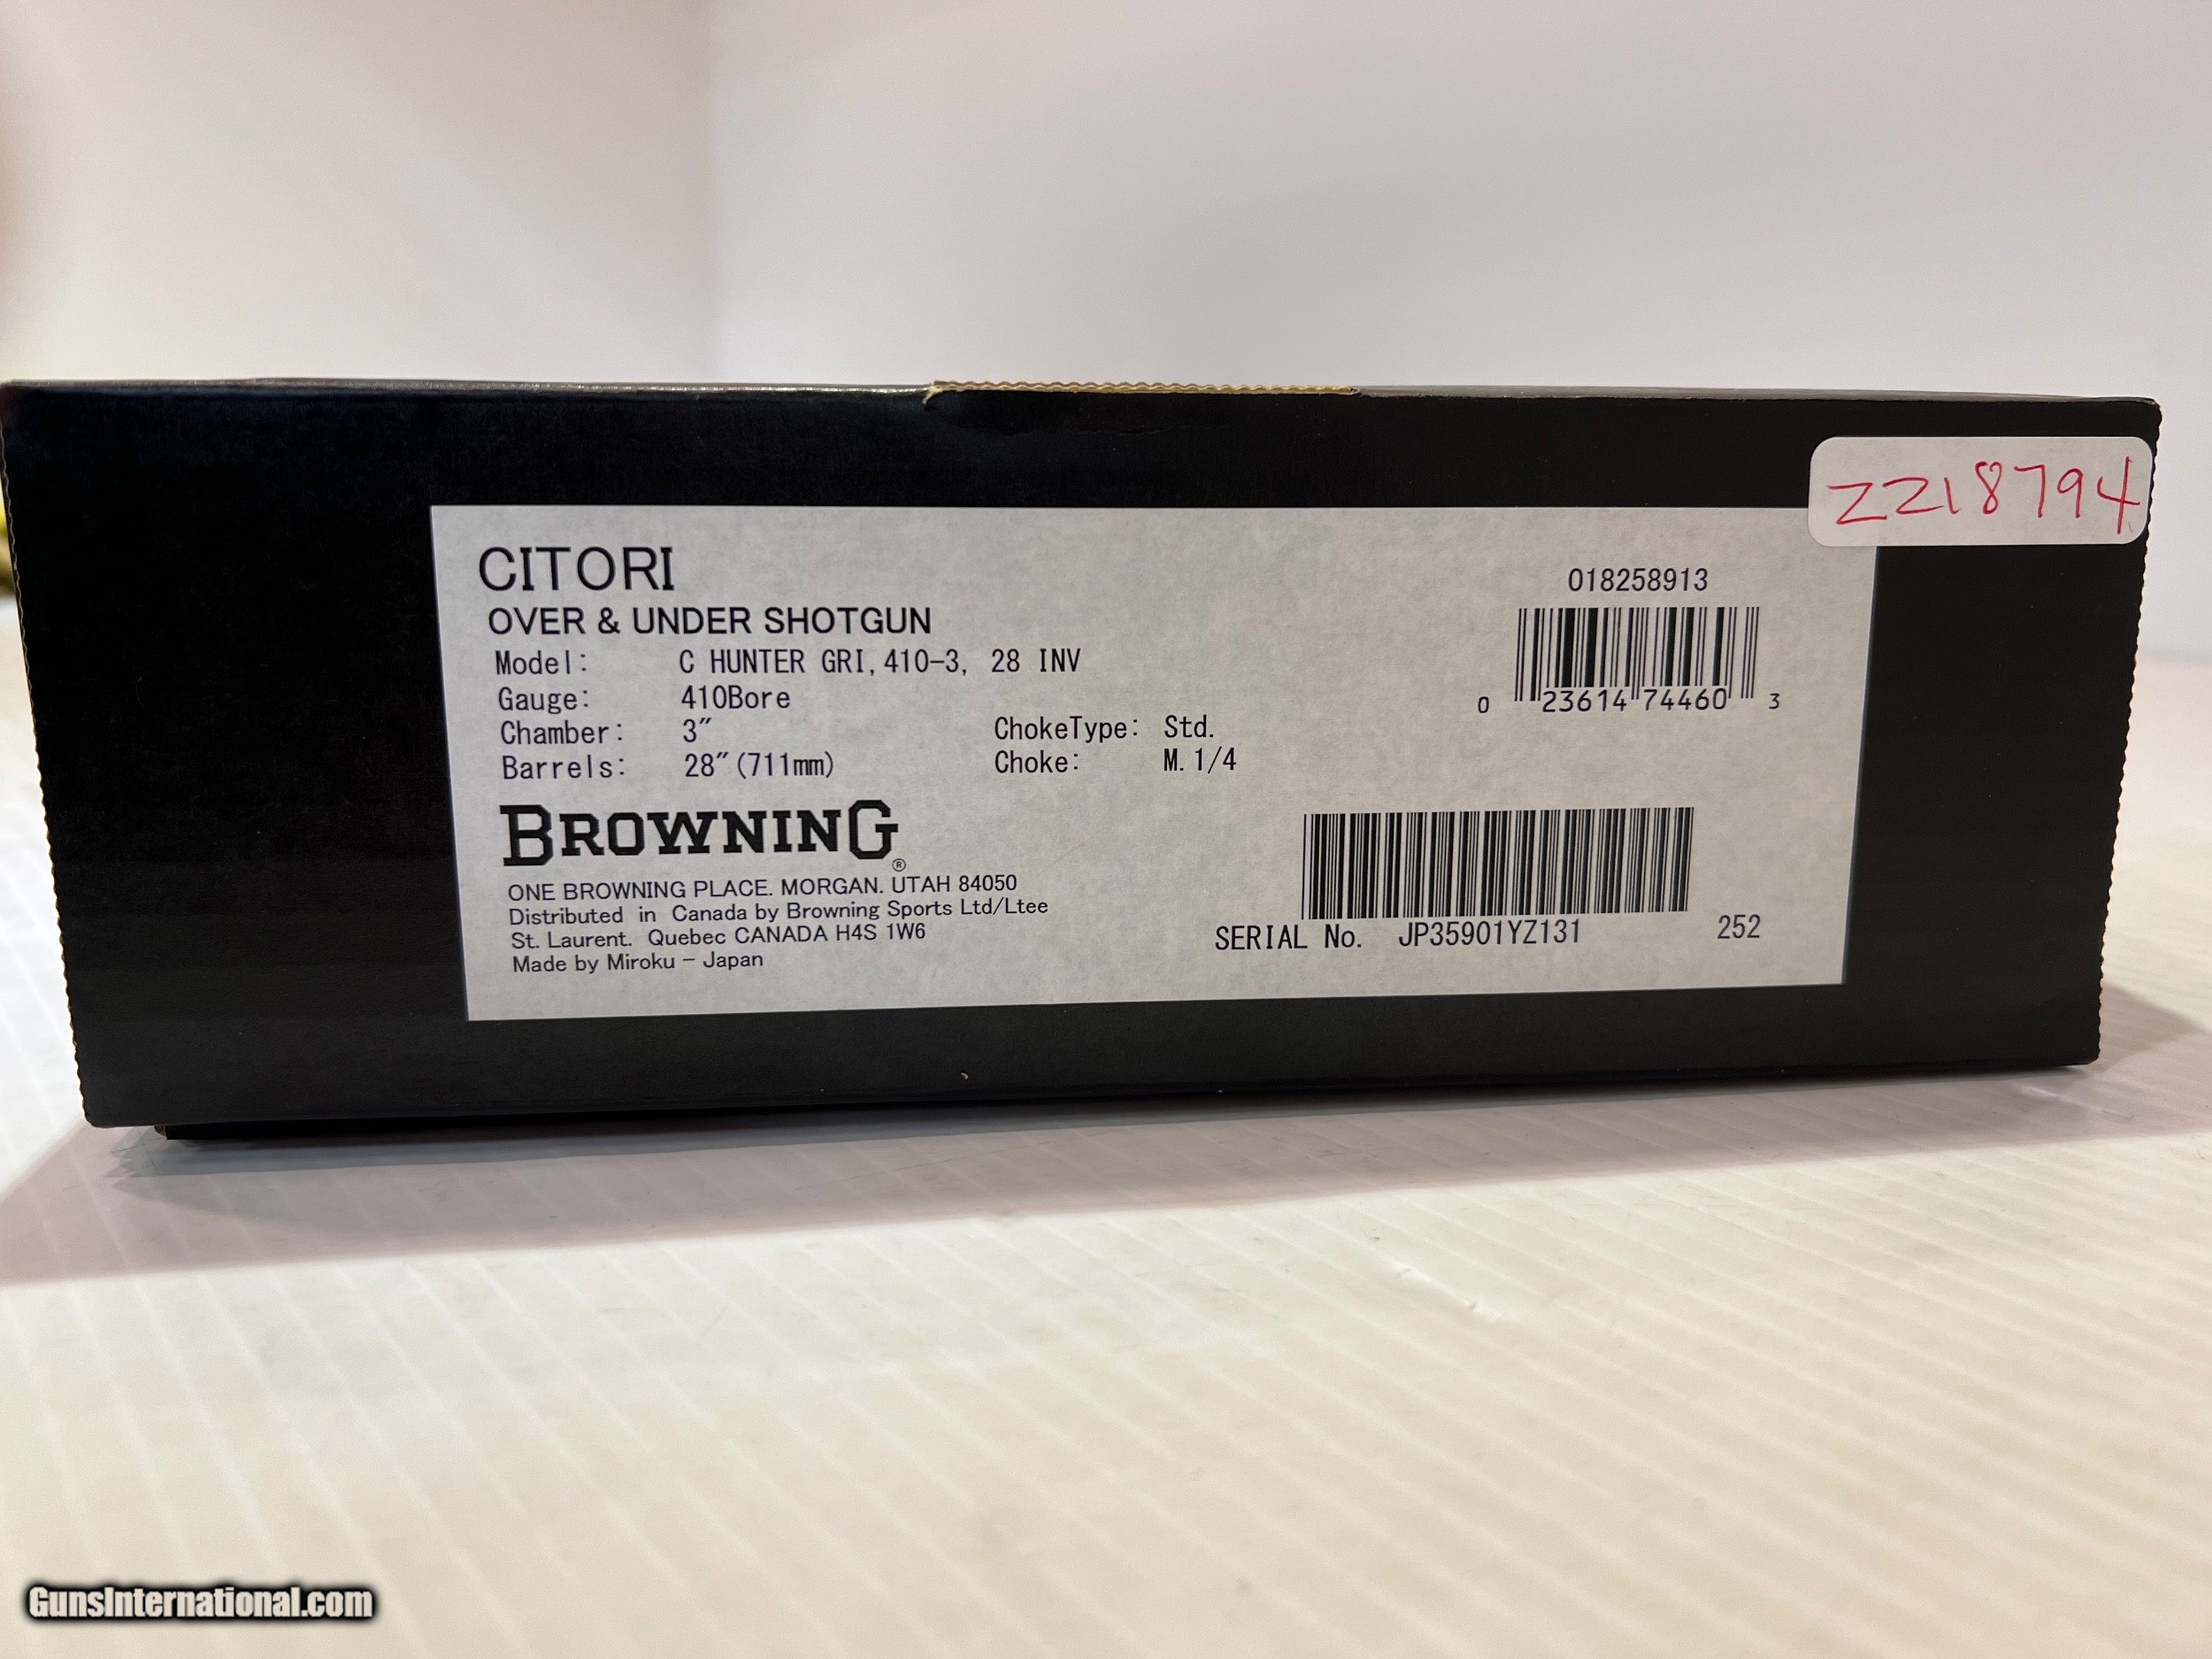 ZZ18794
CITORI
OVER & UNDER SHOTGUN
Model: C HUNTER GRI, 410-3, 28 INV
Gauge: 410Bore
Chamber: 3" ChokeType: Std.
Barrels: 28"(711mm) Choke: M.1/4
018258913
0 23614 74460 3
BROWNING®
ONE BROWNING PLACE. MORGAN. UTAH 84050
Distributed in Canada by Browning Sports Ltd/Ltee
St. Laurent. Quebec CANADA H4S 1W6
Made by Miroku - Japan
SERIAL No. JP35901YZ131 252
GunsInternational.com